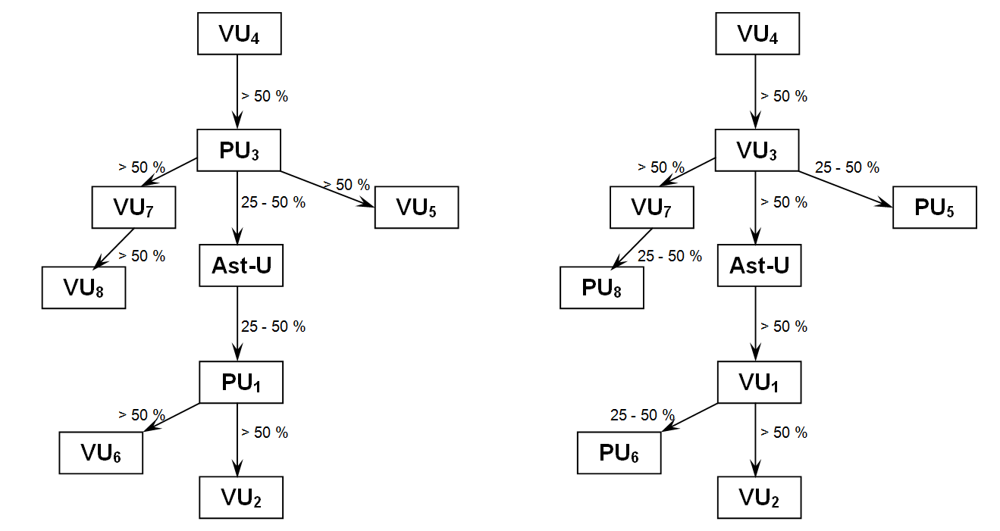 VU4
> 50 %
PU3
> 50 %
> 50 %
25 - 50 %
VU7
VU5
> 50 %
Ast-U
VU8
25 - 50 %
PU1
> 50 %
> 50 %
VU6
VU2
VU4
> 50 %
VU3
> 50 %
25 - 50 %
> 50 %
VU7
PU5
25 - 50 %
Ast-U
PU8
> 50 %
VU1
25 - 50 %
> 50 %
PU6
VU2